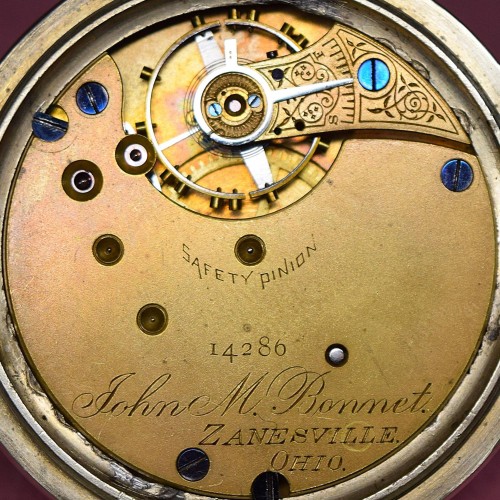 F
S
SAFETY PINION
14286
John M. Bonnet.
ZANESVILLE.
OHIO.